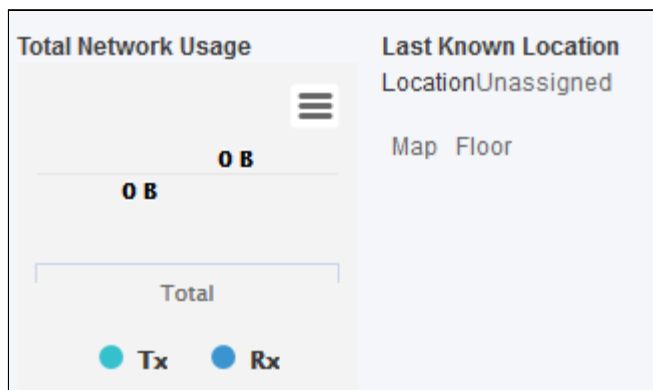 Total Network Usage
0 B
0 B
Total
Tx Rx
Last Known Location
LocationUnassigned
Map Floor